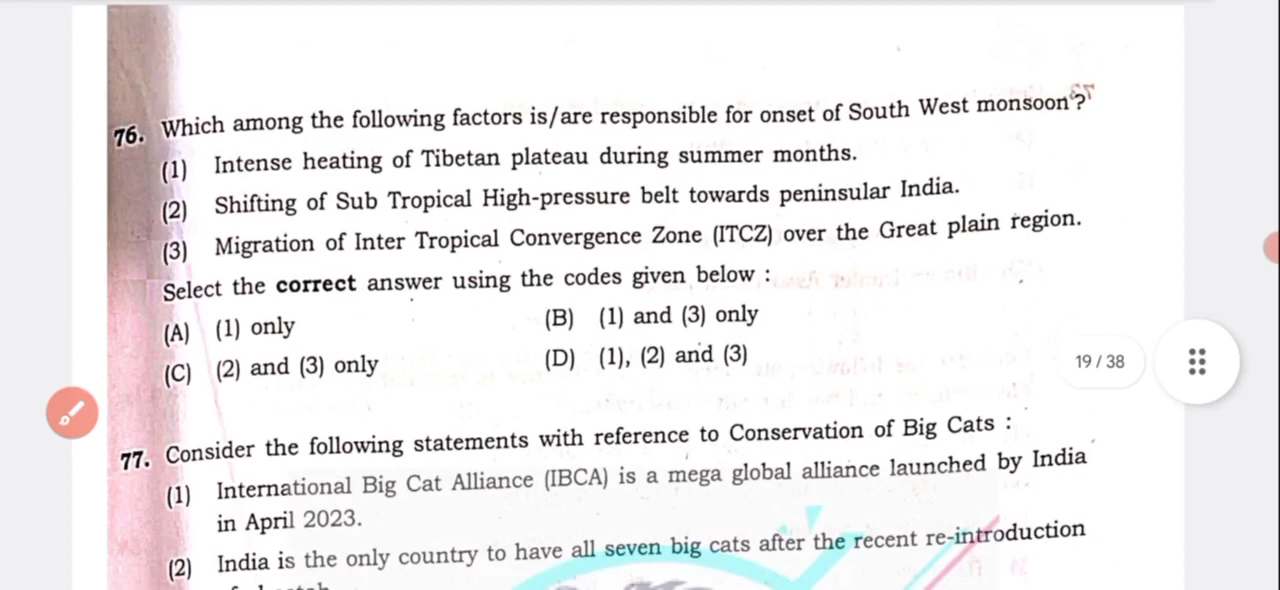 76. Which among the following factors is/are responsible for onset of South West monsoon ?
(1) Intense heating of Tibetan plateau during summer months.
(2) Shifting of Sub Tropical High-pressure belt towards peninsular India.
(3) Migration of Inter Tropical Convergence Zone (ITCZ) over the Great plain region.
Select the correct answer using the codes given below :
(A) (1) only (B) (1) and (3) only
(C) (2) and (3) only (D) (1), (2) and (3)
19 / 38
77. Consider the following statements with reference to Conservation of Big Cats :
(1) International Big Cat Alliance (IBCA) is a mega global alliance launched by India
in April 2023.
(2) India is the only country to have all seven big cats after the recent re-introduction